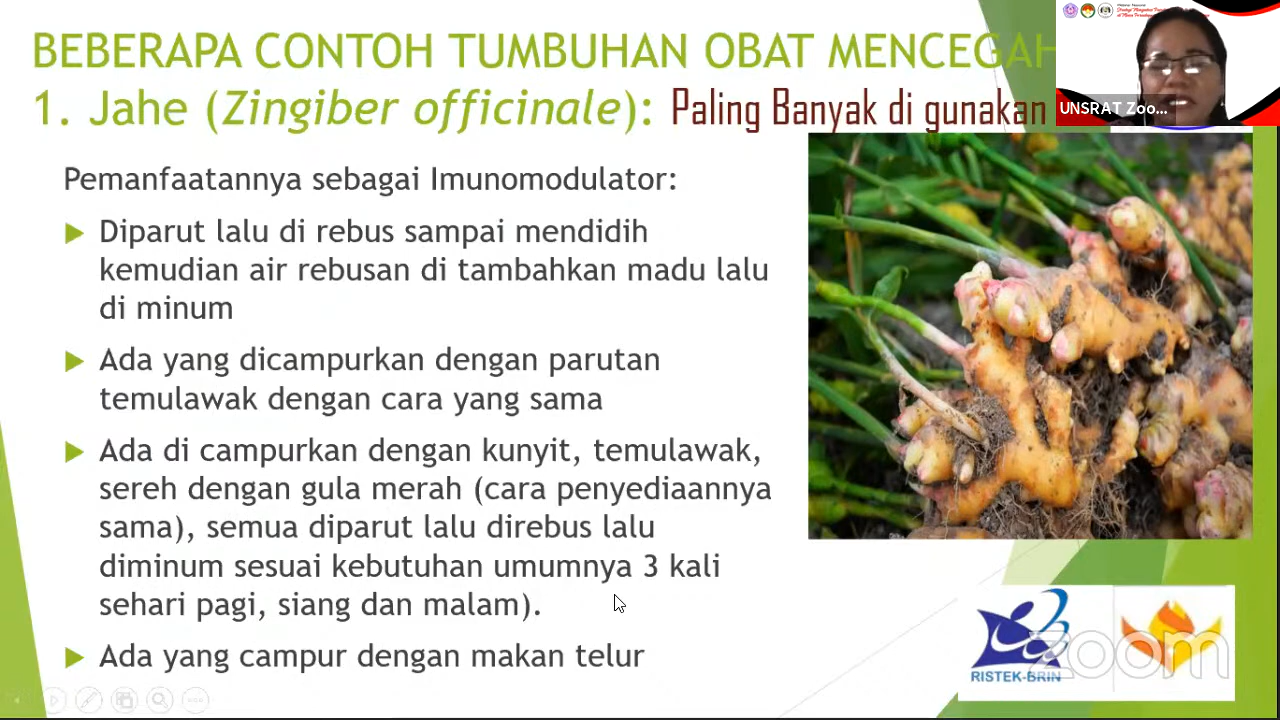 BEBERAPA CONTOH TUMBUHAN OBAT MENCEGAH
1. Jahe (Zingiber officinale): Paling Banyak di gunakan
UNSRAT Zoo...
Pemanfaatannya sebagai Imunomodulator:
Diparut lalu di rebus sampai mendidih
kemudian air rebusan di tambahkan madu lalu
di minum
Ada yang dicampurkan dengan parutan
temulawak dengan cara yang sama
Ada di campurkan dengan kunyit, temulawak,
sereh dengan gula merah (cara penyediaannya
sama), semua diparut lalu direbus lalu
diminum sesuai kebutuhan umumnya 3 kali
sehari pagi, siang dan malam).
Ada yang campur dengan makan telur
RISTEK-BRIN
zoom